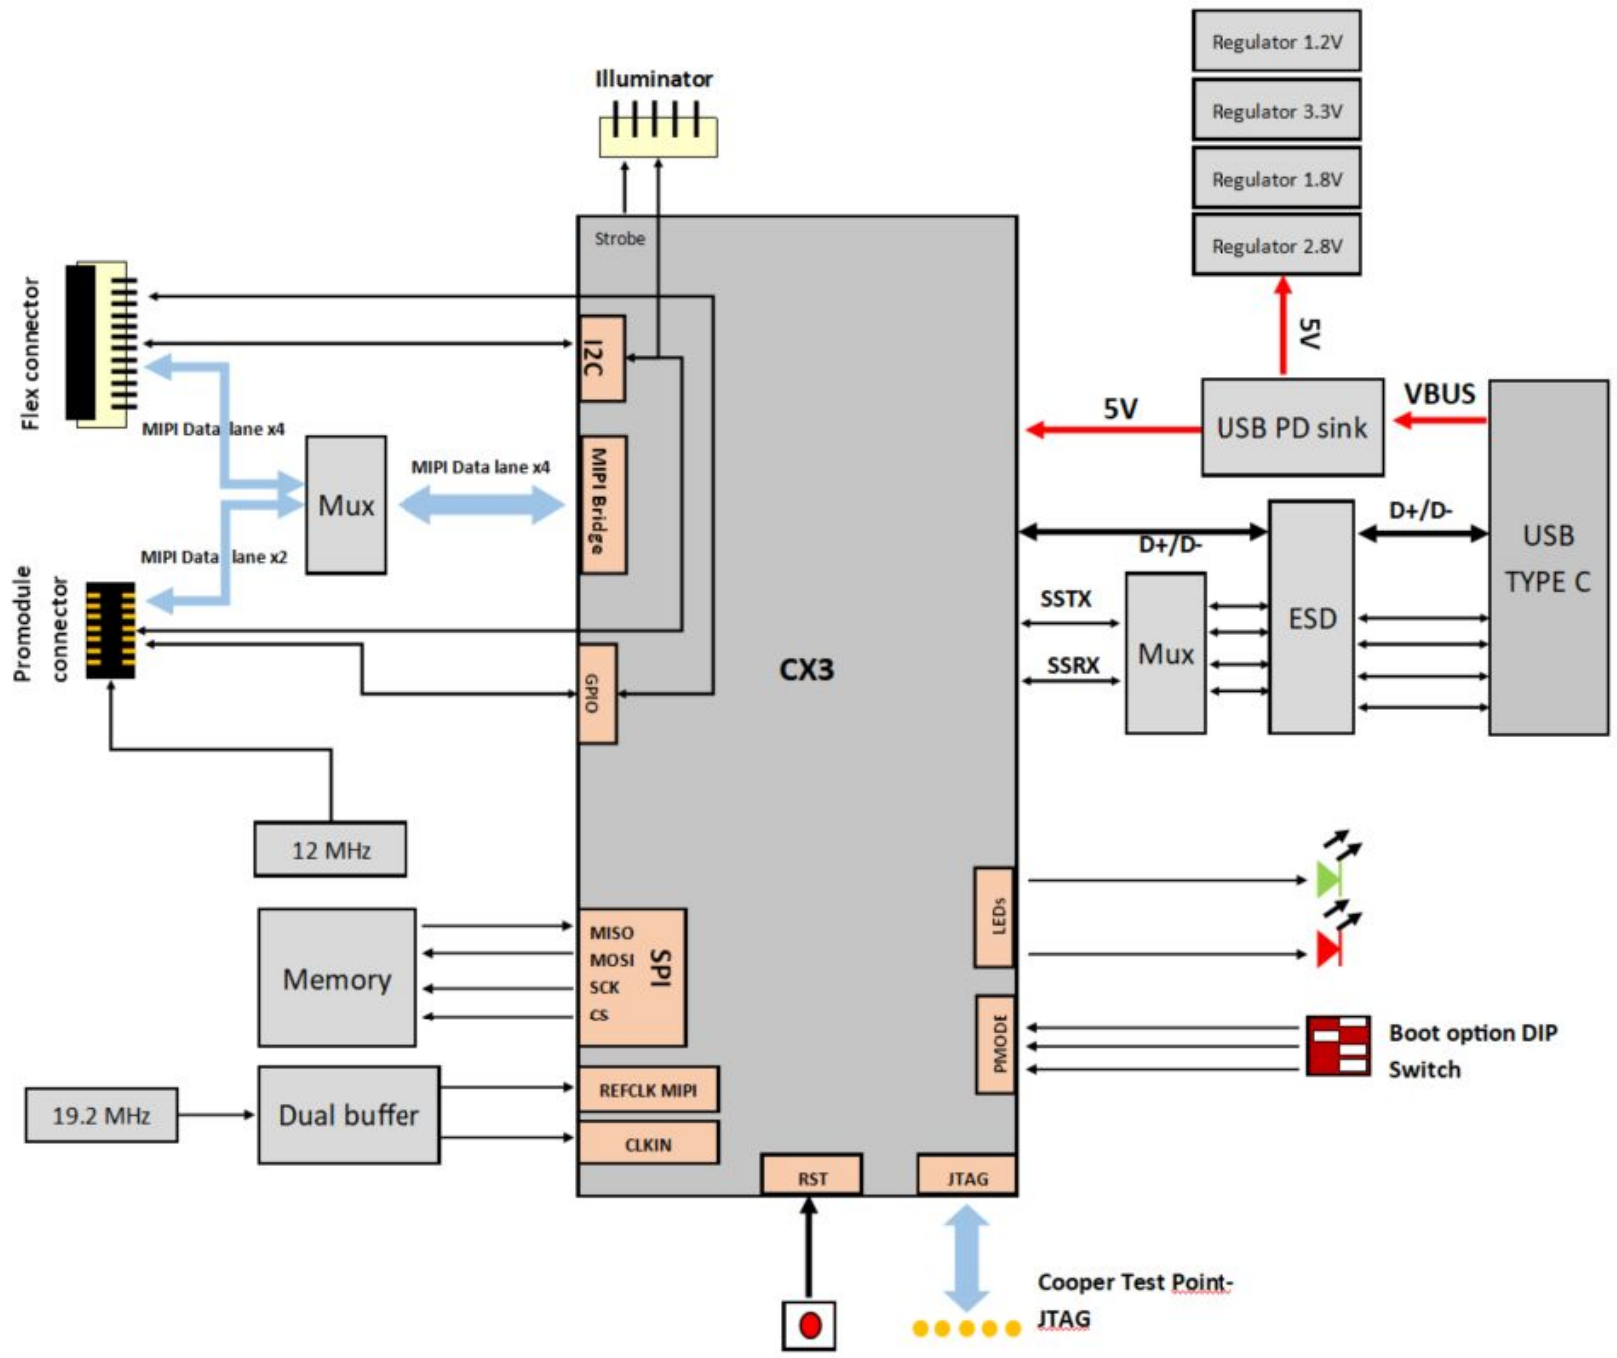 Regulator 1.2V
Regulator 3.3V
Regulator 1.8V
Regulator 2.8V
Illuminator
Strobe
Flex connector
I2C
5V
5V
VBUS
USB PD sink
MIPI Data lane x4
MIPI Data lane x4
Mux
MIPI Bridge
MIPI Data lane x2
D+/D-
D+/D-
USB
TYPE C
SSTX
SSRX
Mux
ESD
Promodule
connector
GPIO
CX3
12 MHz
Memory
MISO
MOSI
SCK
CS
SPI
LEDs
PMODE
Boot option DIP
Switch
19.2 MHz
Dual buffer
REFCLK MIPI
CLKIN
RST
JTAG
Cooper Test Point-
JTAG